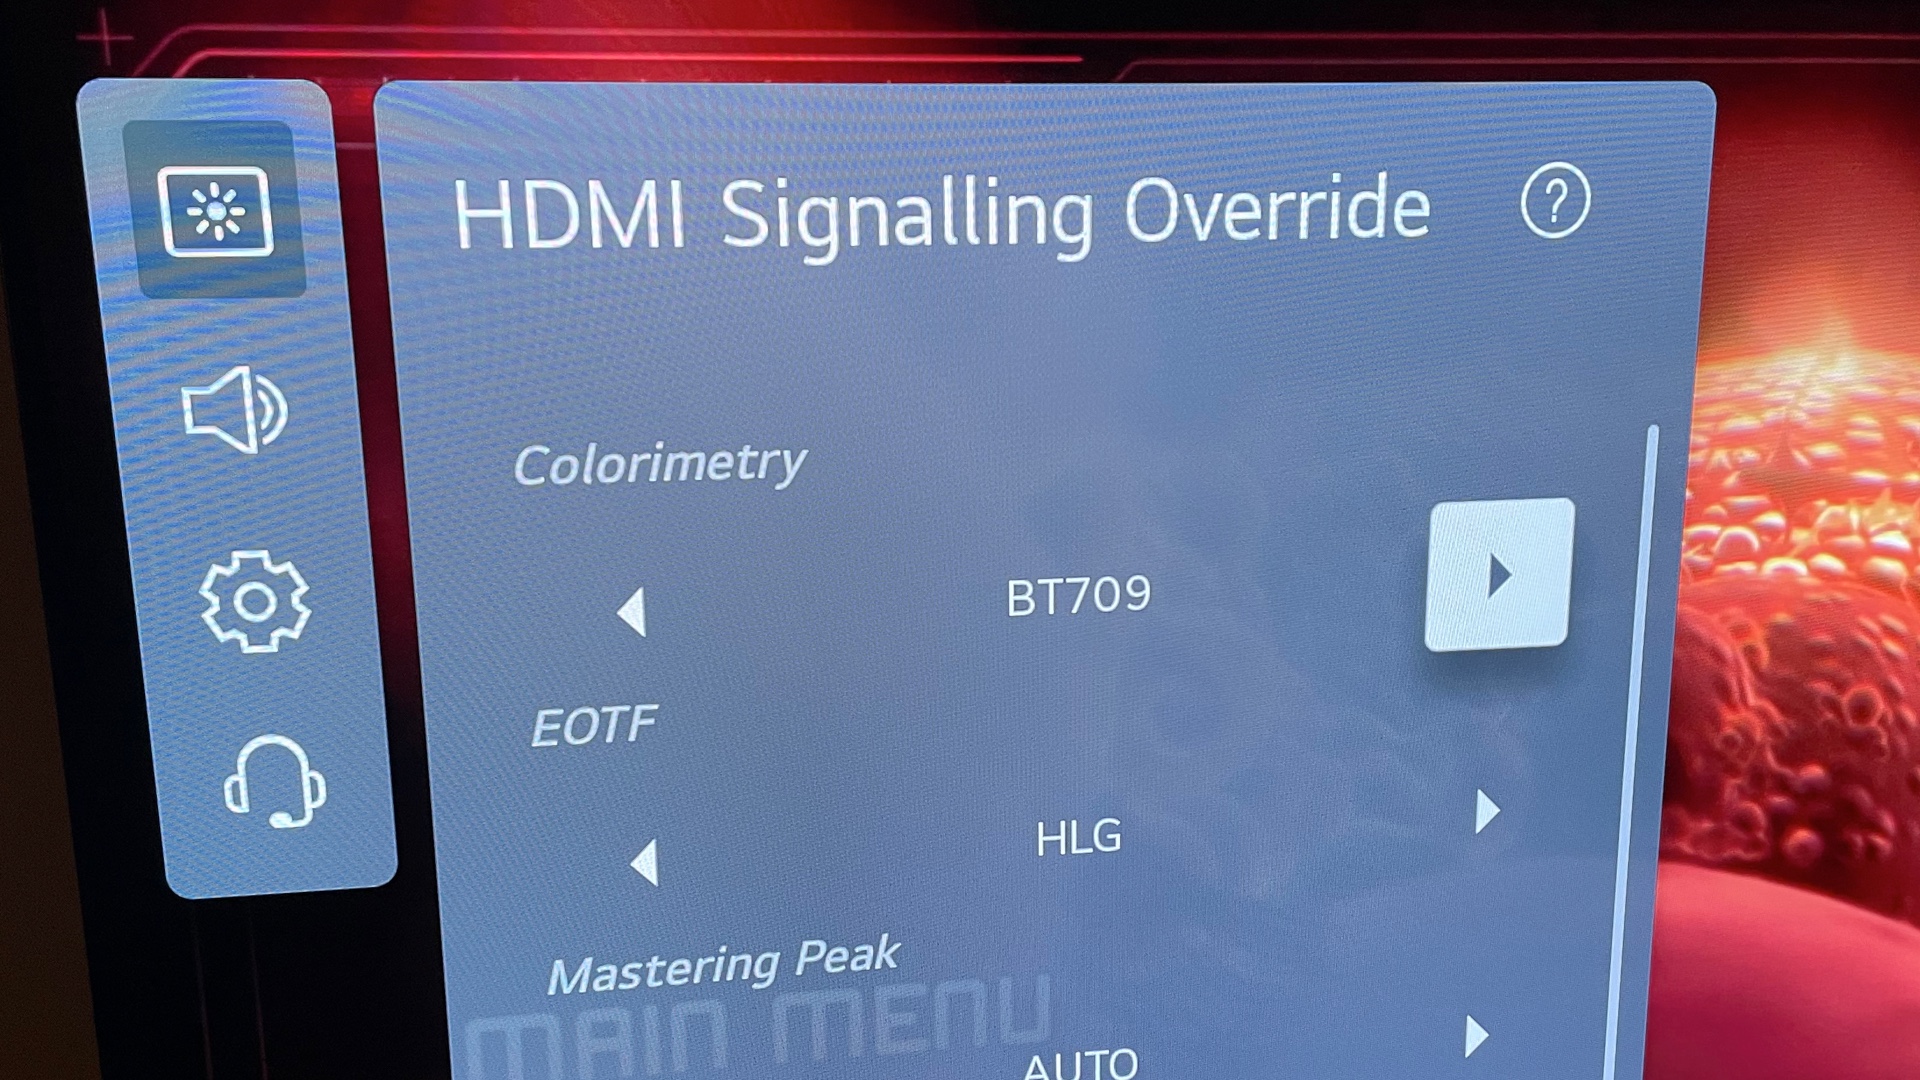 HDMI Signalling Override ?
Colorimetry
BT709
EOTF
HLG
Mastering Peak
MAIN MENU
AUTO